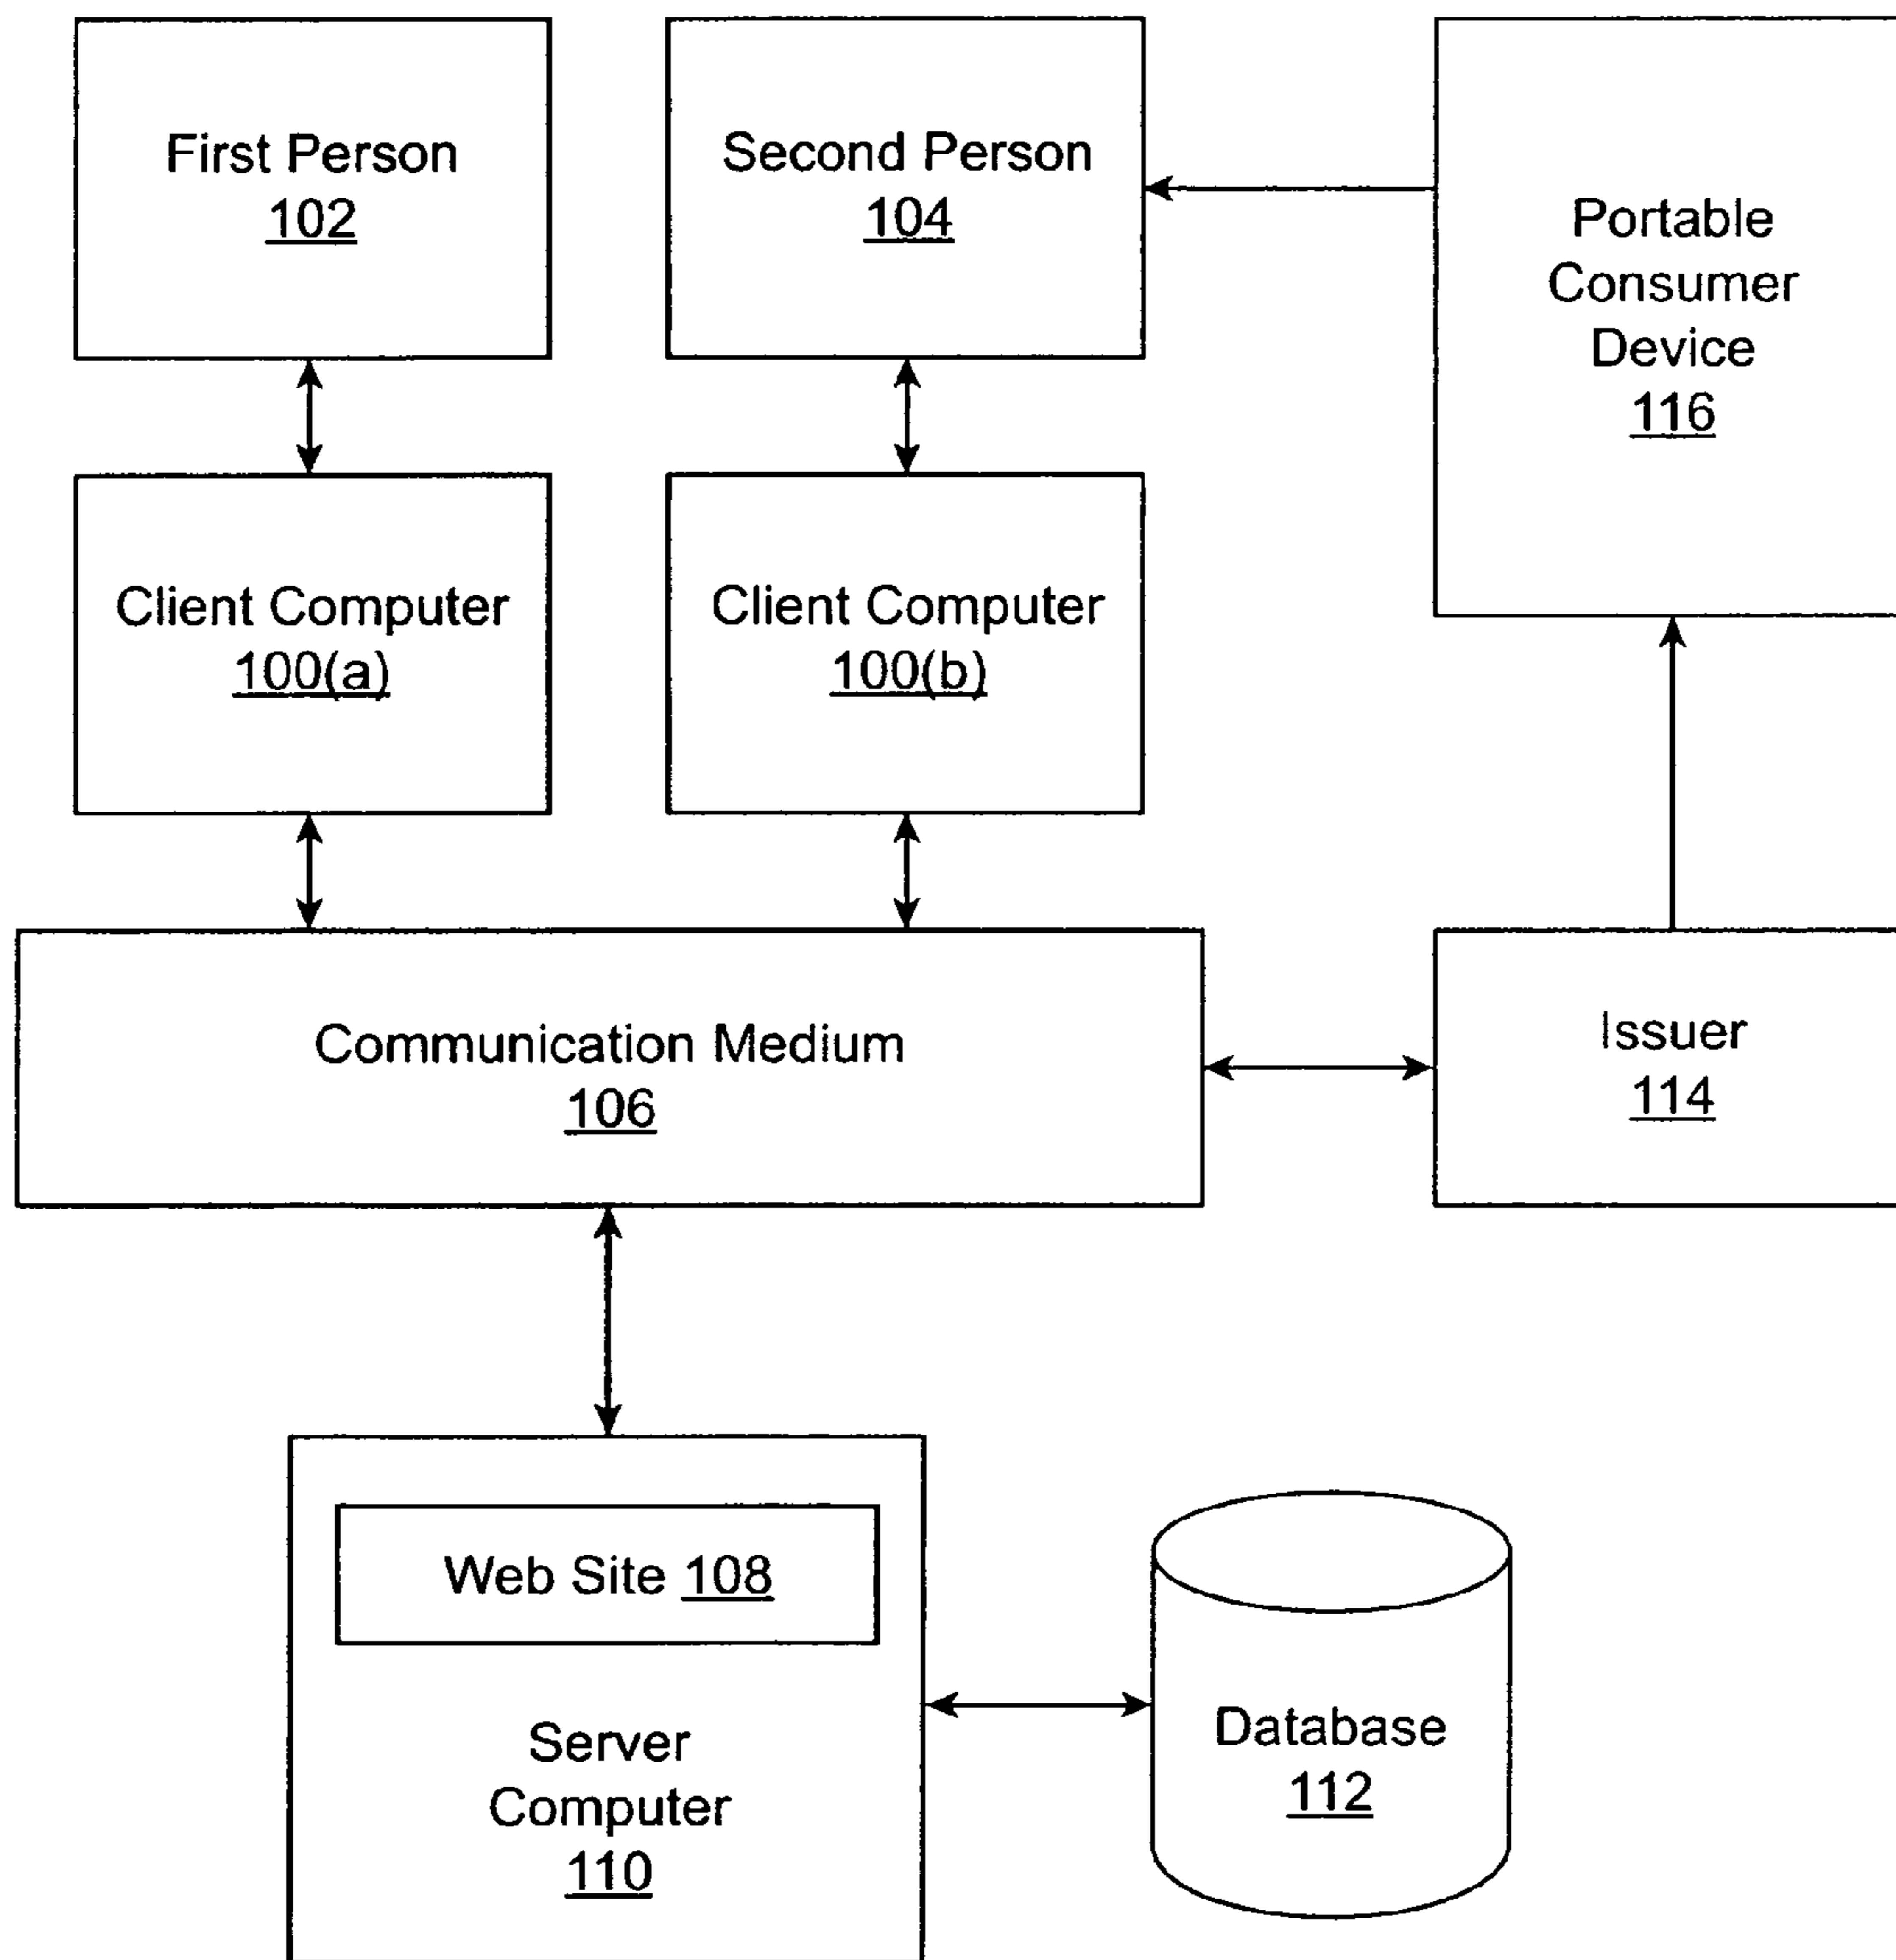 First Person
102
Second Person
104
Portable
Consumer
Device
116
Client Computer
100(a)
Client Computer
100(b)
Communication Medium
106
Issuer
114
Web Site 108
Server
Computer
110
Database
112